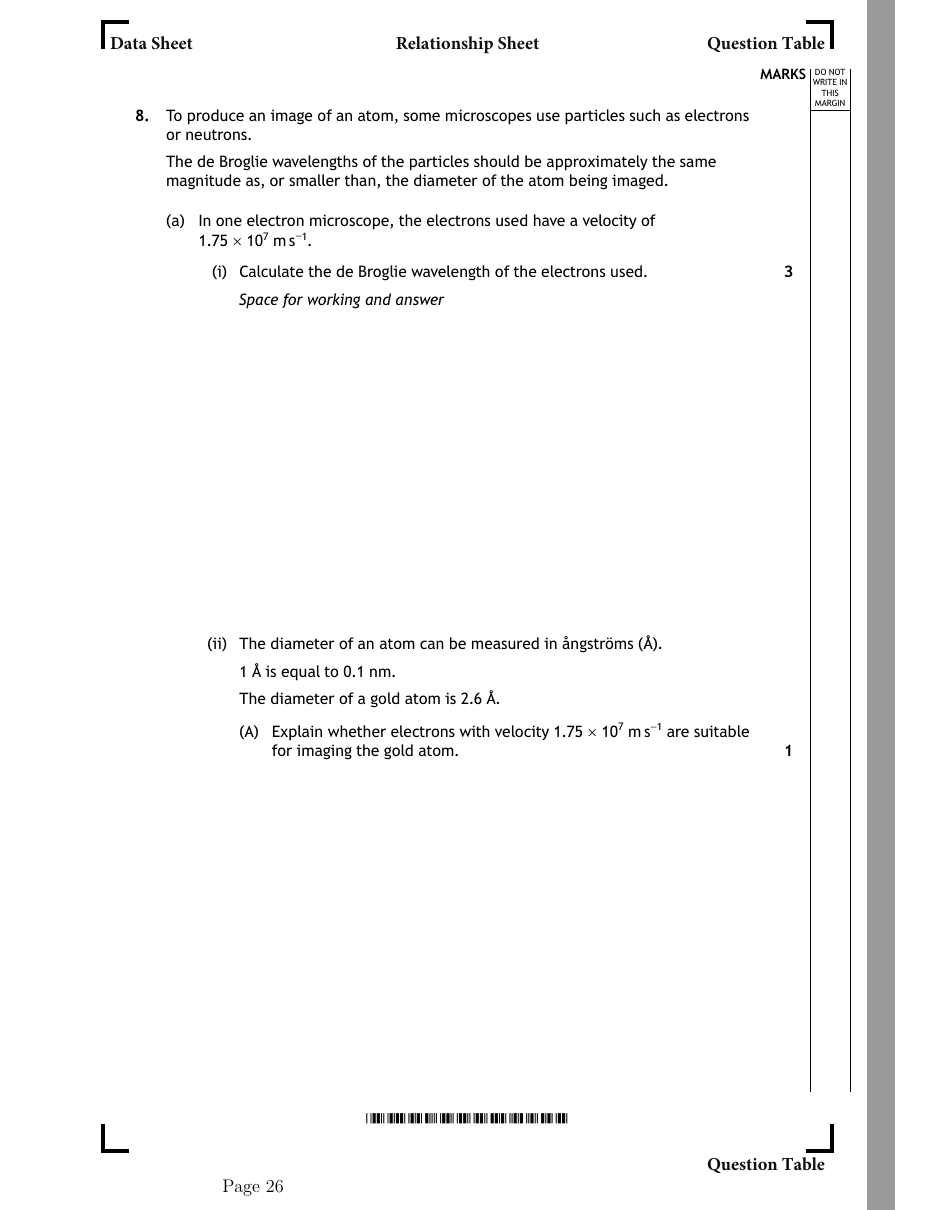 Data Sheet Relationship Sheet Question Table
MARKS
DO NOT
WRITE IN
THIS
MARGIN
8. To produce an image of an atom, some microscopes use particles such as electrons
or neutrons.
The de Broglie wavelengths of the particles should be approximately the same
magnitude as, or smaller than, the diameter of the atom being imaged.
(a) In one electron microscope, the electrons used have a velocity of
1.75 × 10⁷ m s⁻¹.
(i) Calculate the de Broglie wavelength of the electrons used. 3
Space for working and answer
(ii) The diameter of an atom can be measured in ångströms (Å).
1 Å is equal to 0.1 nm.
The diameter of a gold atom is 2.6 Å.
(A) Explain whether electrons with velocity 1.75 × 10⁷ m s⁻¹ are suitable
for imaging the gold atom. 1
Question Table
Page 26